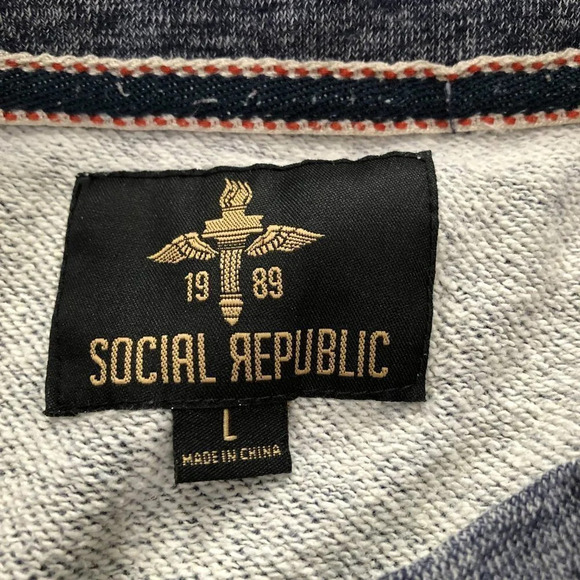 19 89
SOCIAL ЯEPUBLIC
L
MADE IN CHINA